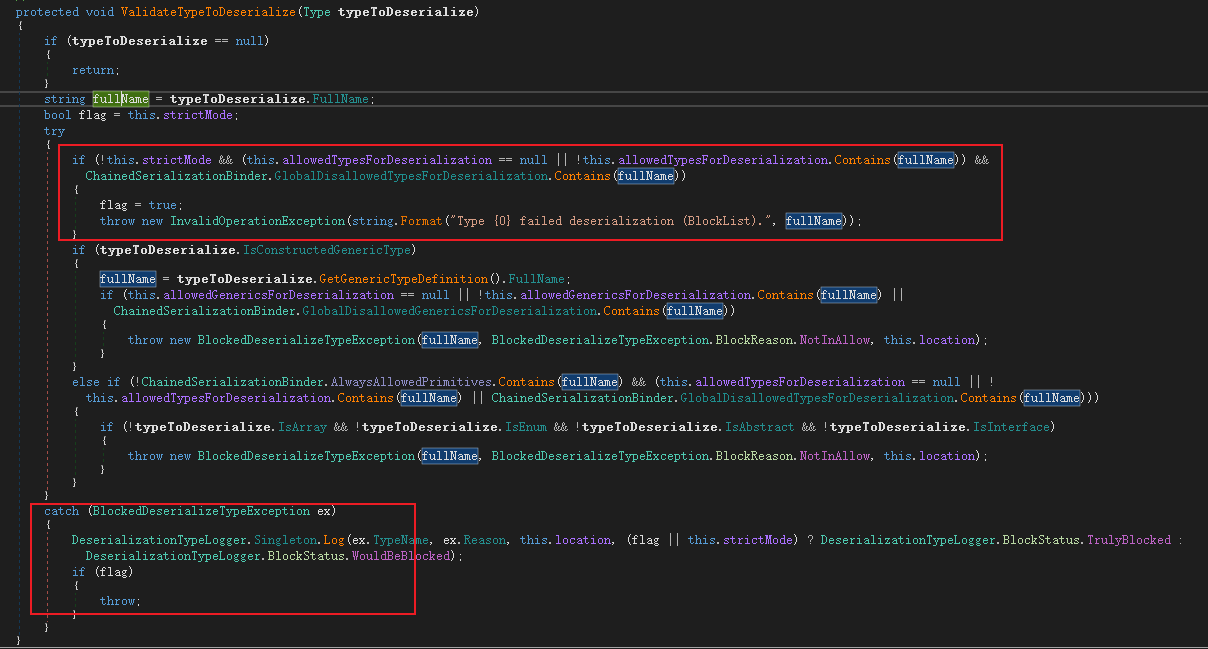 protected void ValidateTypeToDeserialize(Type typeToDeserialize)
{
if (typeToDeserialize == null)
{
return;
}
string fullName = typeToDeserialize.FullName;
bool flag = this.strictMode;
try
{
if (!this.strictMode && (this.allowedTypesForDeserialization == null || !this.allowedTypesForDeserialization.Contains(fullName)) &&
ChainedSerializationBinder.GlobalDisallowedTypesForDeserialization.Contains(fullName))
{
flag = true;
throw new InvalidOperationException(string.Format("Type {0} failed deserialization (BlockList).", fullName));
}
if (typeToDeserialize.IsConstructedGenericType)
{
fullName = typeToDeserialize.GetGenericTypeDefinition().FullName;
if (this.allowedGenericsForDeserialization == null || !this.allowedGenericsForDeserialization.Contains(fullName) ||
ChainedSerializationBinder.GlobalDisallowedGenericsForDeserialization.Contains(fullName))
{
throw new BlockedDeserializeTypeException(fullName, BlockedDeserializeTypeException.BlockReason.NotInAllow, this.location);
}
}
else if (!ChainedSerializationBinder.AlwaysAllowedPrimitives.Contains(fullName) && (this.allowedTypesForDeserialization == null || !
this.allowedTypesForDeserialization.Contains(fullName) || ChainedSerializationBinder.GlobalDisallowedTypesForDeserialization.Contains(fullName)))
{
if (!typeToDeserialize.IsArray && !typeToDeserialize.IsEnum && !typeToDeserialize.IsAbstract && !typeToDeserialize.IsInterface)
{
throw new BlockedDeserializeTypeException(fullName, BlockedDeserializeTypeException.BlockReason.NotInAllow, this.location);
}
}
}
catch (BlockedDeserializeTypeException ex)
{
DeserializationTypeLogger.Singleton.Log(ex.TypeName, ex.Reason, this.location, (flag || this.strictMode) ? DeserializationTypeLogger.BlockStatus.TrulyBlocked :
DeserializationTypeLogger.BlockStatus.WouldBeBlocked);
if (flag)
{
throw;
}
}
}